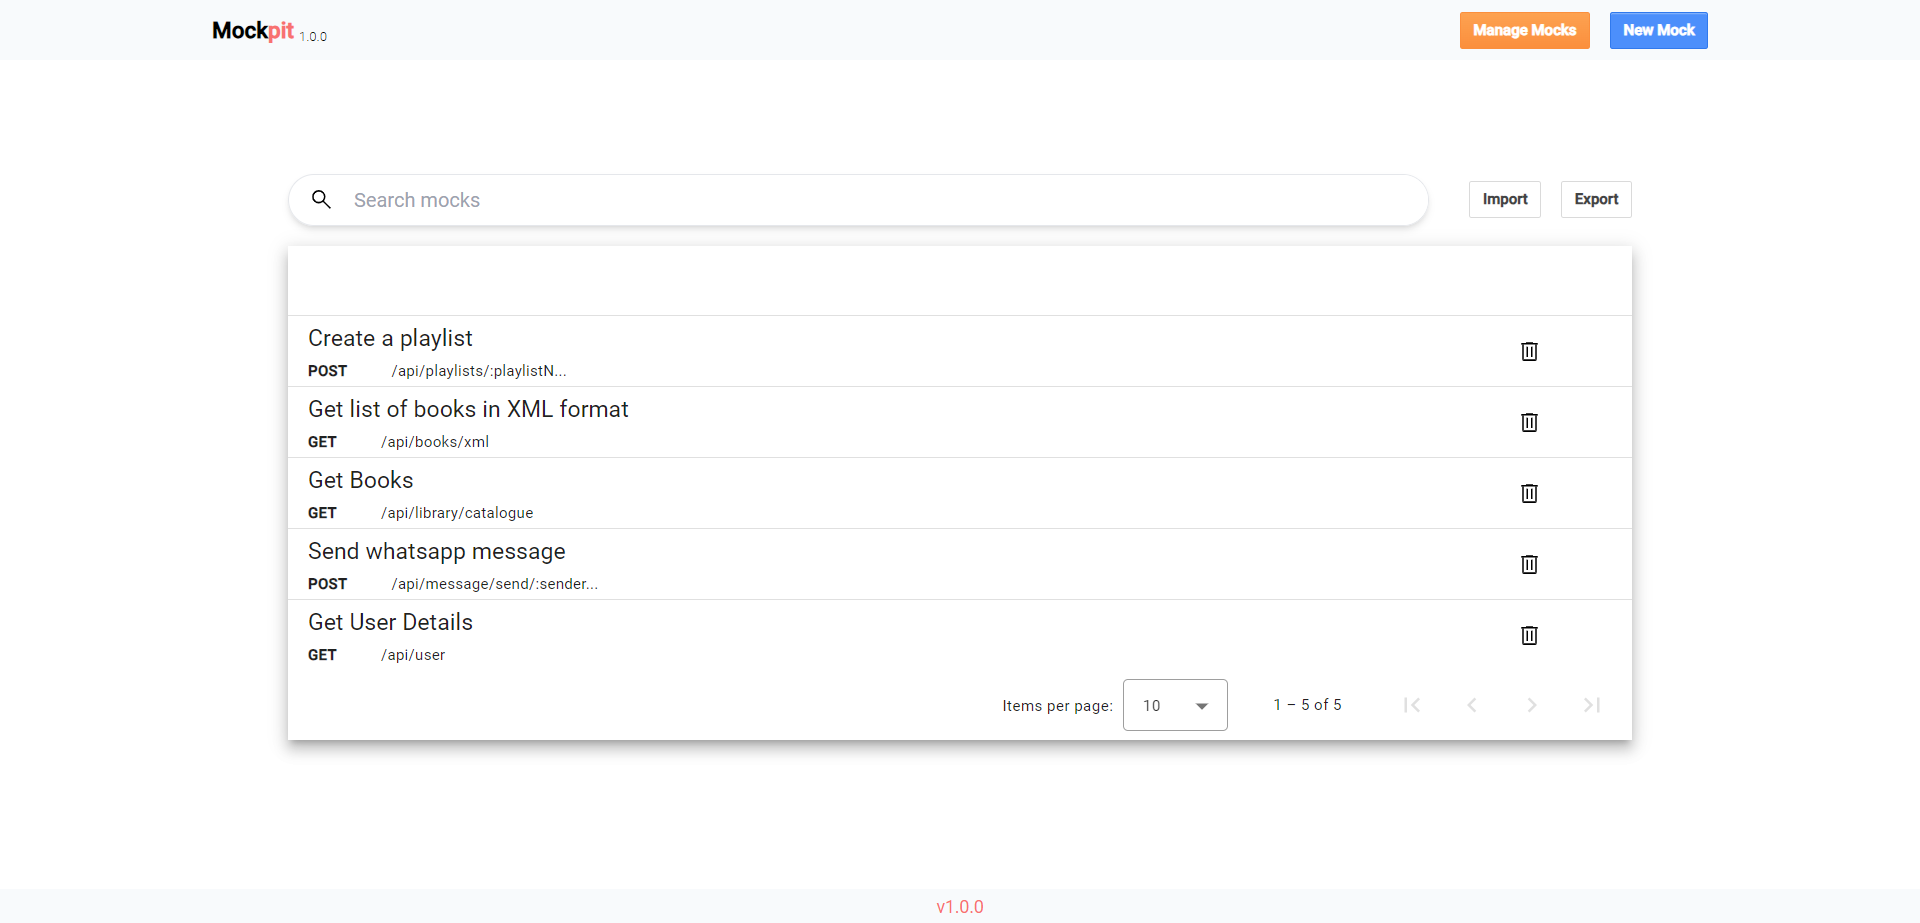 Mockpit 1.0.0
Manage Mocks
New Mock
Search mocks
Import
Export
Create a playlist
POST /api/playlists/:playlistN...
Get list of books in XML format
GET /api/books/xml
Get Books
GET /api/library/catalogue
Send whatsapp message
POST /api/message/send/:sender...
Get User Details
GET /api/user
Items per page: 10 1 – 5 of 5
v1.0.0